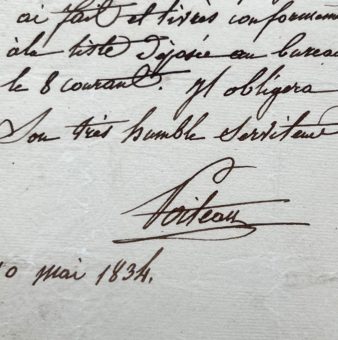 ai fait et livrés conformément
à la liste déposée au bureau
le 8 courant. Il obligera
Son très humble Serviteur
Poiteau
10 mai 1834.